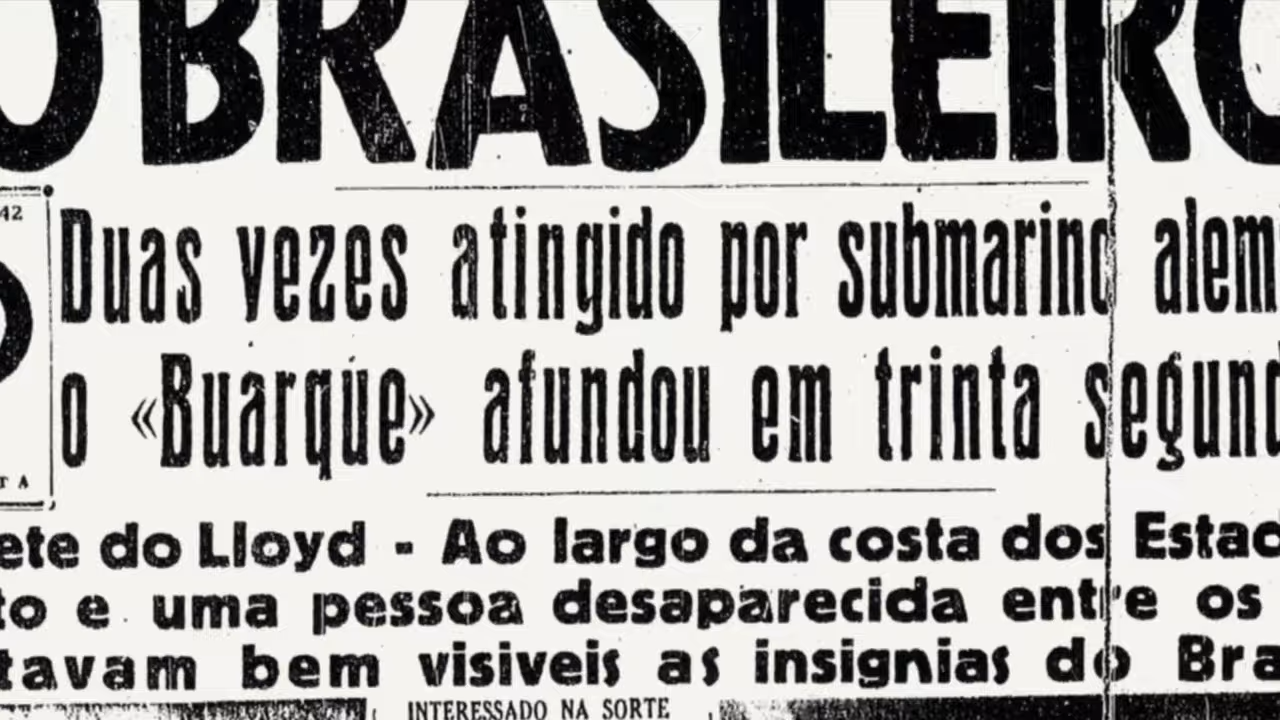 O BRASILEIRO
42
Duas vezes atingido por submarino alem
o «Buarque» afundou em trinta segund
T A
ete do Lloyd - Ao largo da costa dos Estad
to e uma pessoa desaparecida entre os
tavam bem visiveis as insignias do Bra
INTERESSADO NA SORTE